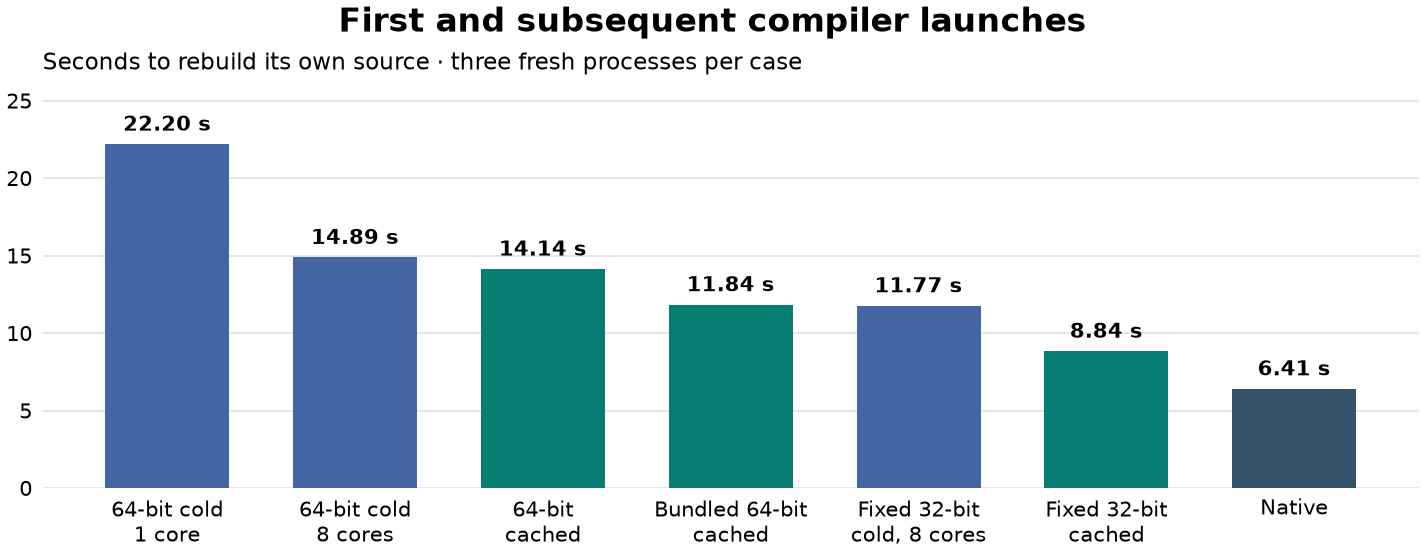 First and subsequent compiler launches
Seconds to rebuild its own source · three fresh processes per case
25
20
15
10
5
0
22.20 s
14.89 s
14.14 s
11.84 s
11.77 s
8.84 s
6.41 s
64-bit cold
1 core
64-bit cold
8 cores
64-bit
cached
Bundled 64-bit
cached
Fixed 32-bit
cold, 8 cores
Fixed 32-bit
cached
Native